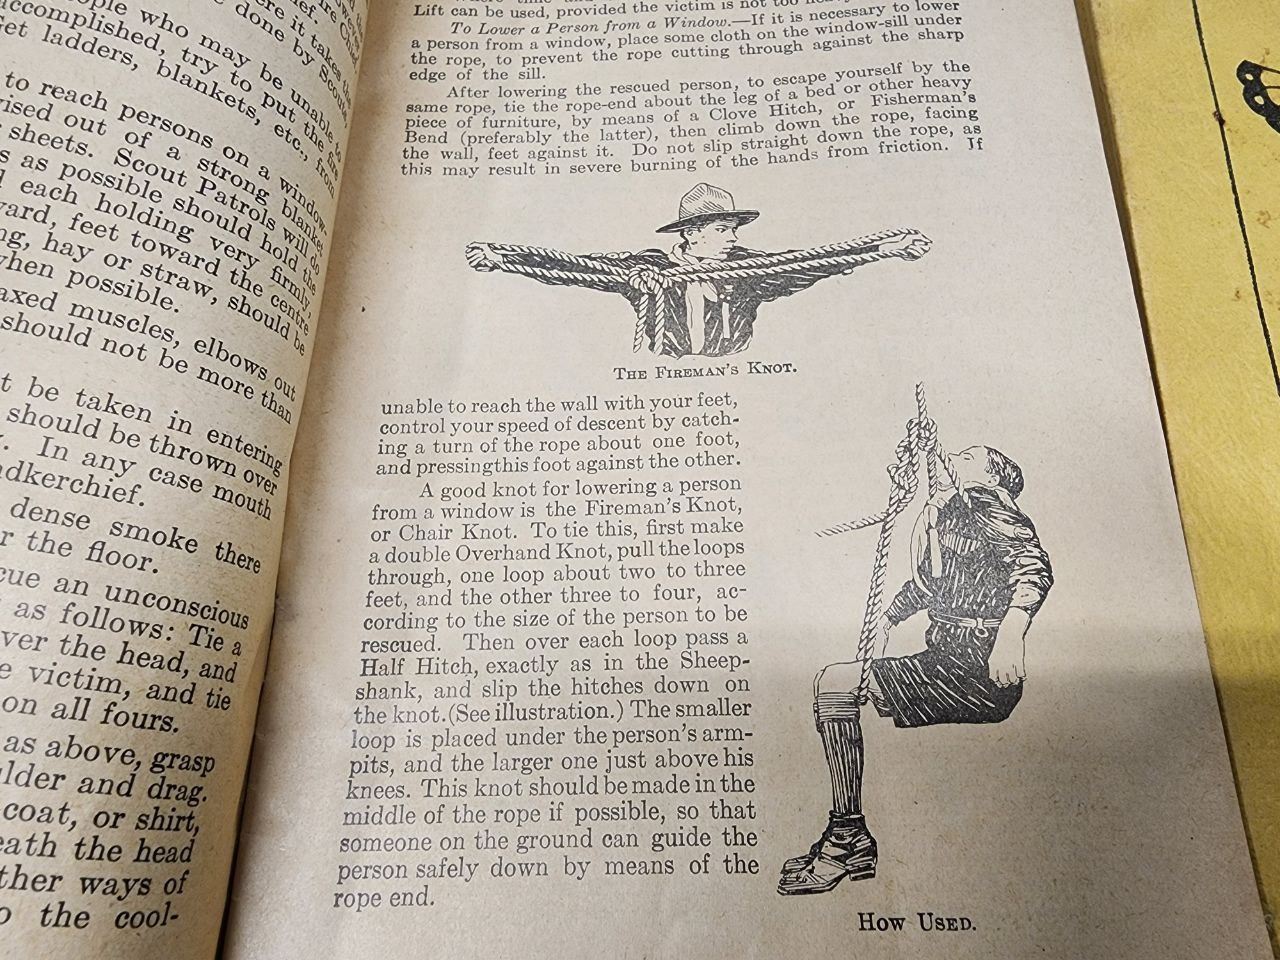 accomplished, try to put the fire
get ladders, blankets, etc., from
to reach persons on a window-
vised out of a strong blanket
sheets. Scout Patrols will do
s as possible should hold the
d each holding very firmly,
ward, feet toward the centre
ng, hay or straw, should be
when possible.
axed muscles, elbows out
should not be more than
t be taken in entering
should be thrown over
. In any case mouth
ndkerchief.
dense smoke there
r the floor.
cue an unconscious
as follows: Tie a
over the head, and
e victim, and tie
on all fours.
as above, grasp
ulder and drag.
coat, or shirt,
eath the head
ther ways of
o the cool-
Lift can be used, provided the victim is not too
To Lower a Person from a Window.—If it is necessary to lower
a person from a window, place some cloth on the window-sill under
the rope, to prevent the rope cutting through against the sharp
edge of the sill.
After lowering the rescued person, to escape yourself by the
same rope, tie the rope-end about the leg of a bed or other heavy
piece of furniture, by means of a Clove Hitch, or Fisherman's
Bend (preferably the latter), then climb down the rope, facing
the wall, feet against it. Do not slip straight down the rope, as
this may result in severe burning of the hands from friction. If
The Fireman's Knot.
unable to reach the wall with your feet,
control your speed of descent by catch-
ing a turn of the rope about one foot,
and pressingthis foot against the other.
A good knot for lowering a person
from a window is the Fireman's Knot,
or Chair Knot. To tie this, first make
a double Overhand Knot, pull the loops
through, one loop about two to three
feet, and the other three to four, ac-
cording to the size of the person to be
rescued. Then over each loop pass a
Half Hitch, exactly as in the Sheep-
shank, and slip the hitches down on
the knot.(See illustration.) The smaller
loop is placed under the person's arm-
pits, and the larger one just above his
knees. This knot should be made in the
middle of the rope if possible, so that
someone on the ground can guide the
person safely down by means of the
rope end.
How Used.